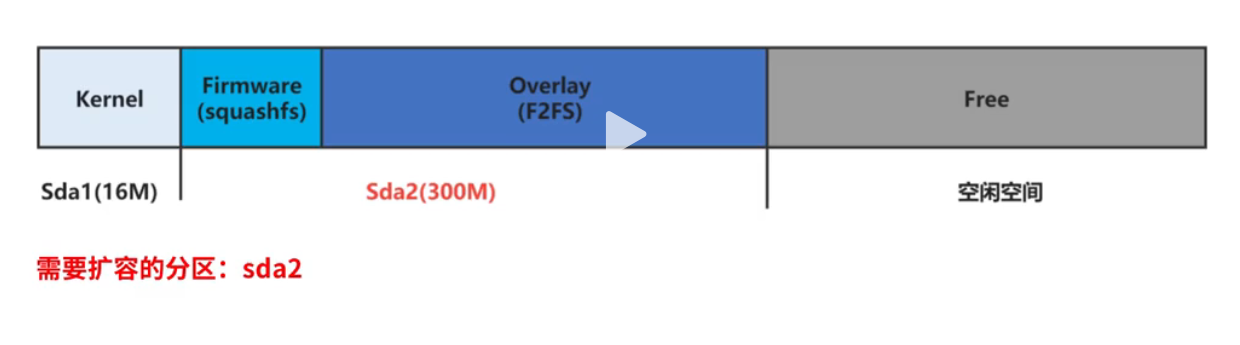 Kernel
Firmware
(squashfs)
Overlay
(F2FS)
Free
Sda1(16M)
Sda2(300M)
空闲空间
需要扩容的分区：sda2